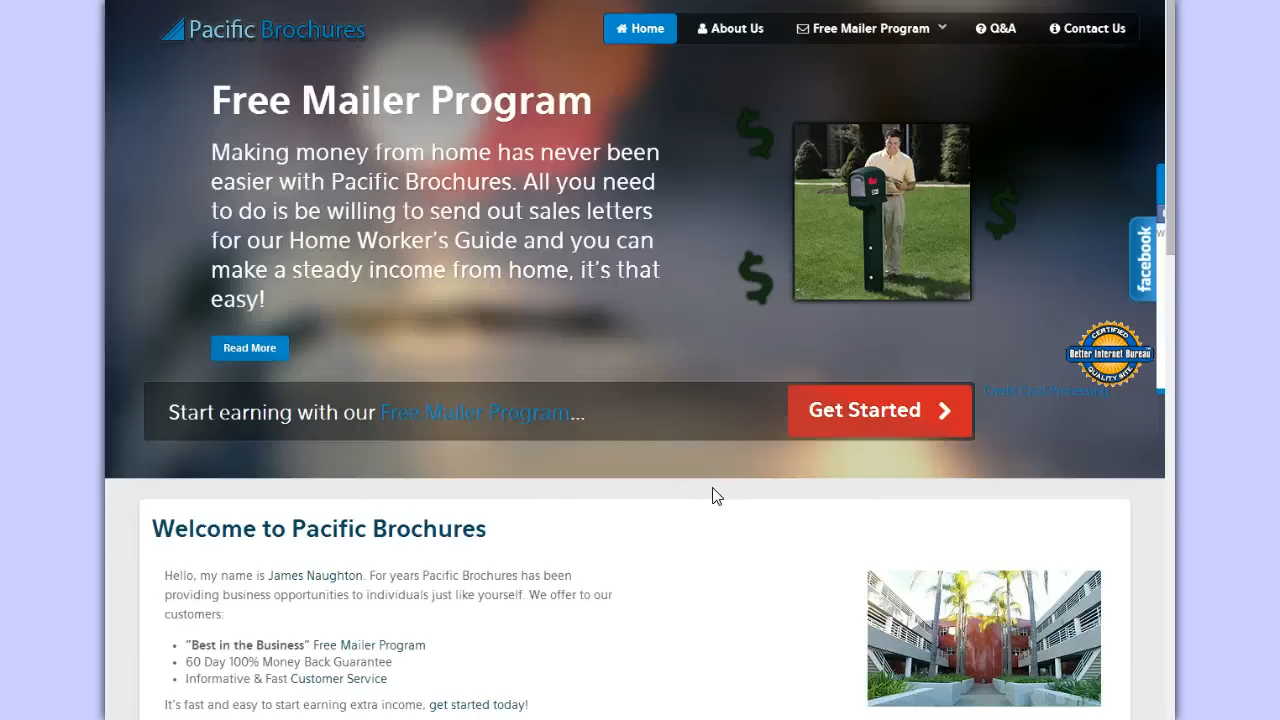 Pacific Brochures
Home
About Us
Free Mailer Program
Q&A
Contact Us
Free Mailer Program
Making money from home has never been
easier with Pacific Brochures. All you need
to do is be willing to send out sales letters
for our Home Worker's Guide and you can
make a steady income from home, it's that
easy!
Read More
facebook
CERTIFIED
Better Internet Bureau
QUALITY SITE
Credit Card Processing
Start earning with our Free Mailer Program...
Get Started
Welcome to Pacific Brochures
Hello, my name is James Naughton. For years Pacific Brochures has been
providing business opportunities to individuals just like yourself. We offer to our
customers:
• "Best in the Business" Free Mailer Program
• 60 Day 100% Money Back Guarantee
• Informative & Fast Customer Service
It's fast and easy to start earning extra income, get started today!